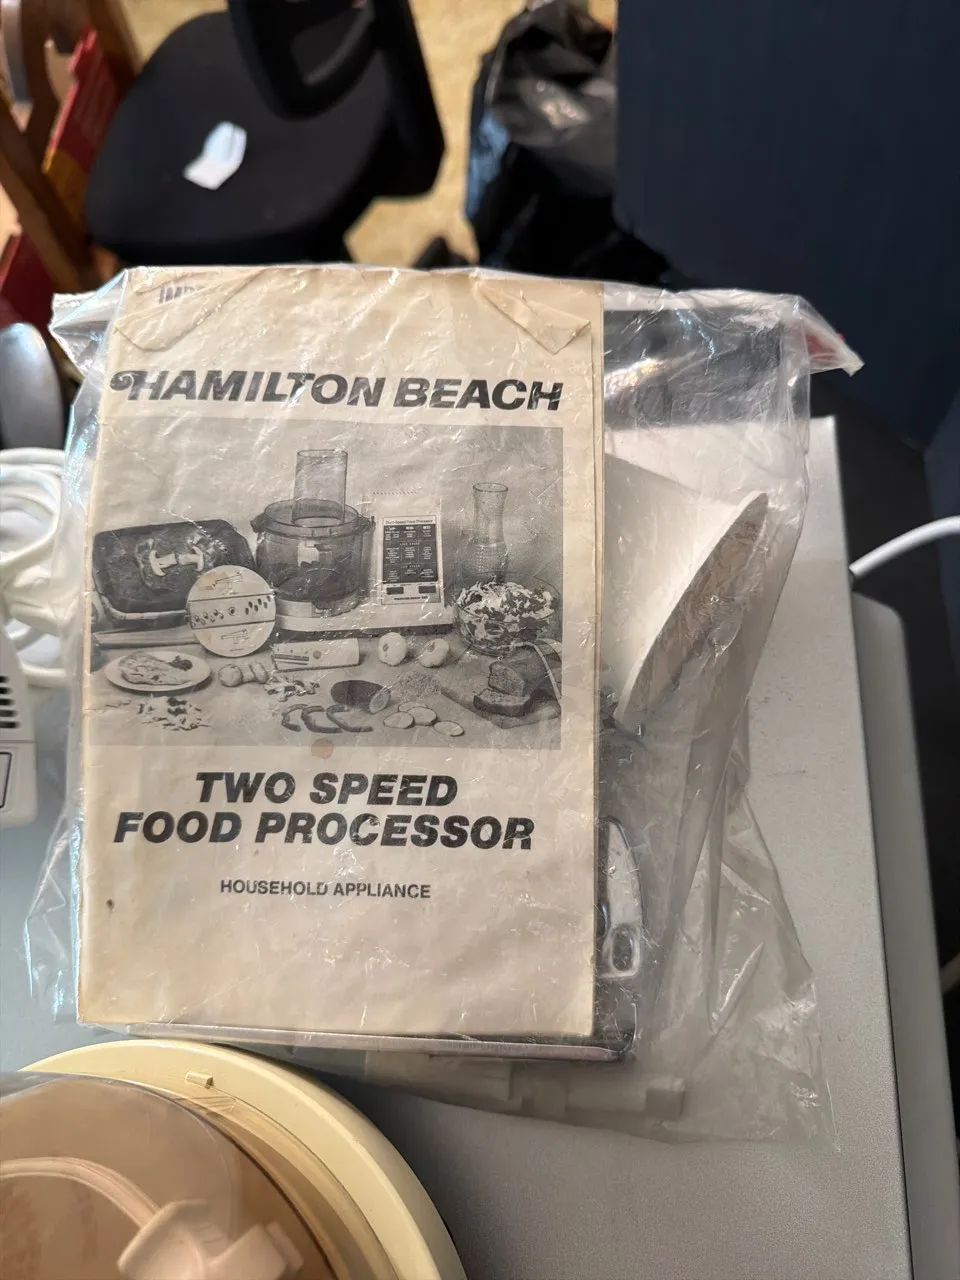 HAMILTON BEACH
TWO SPEED
FOOD PROCESSOR
HOUSEHOLD APPLIANCE